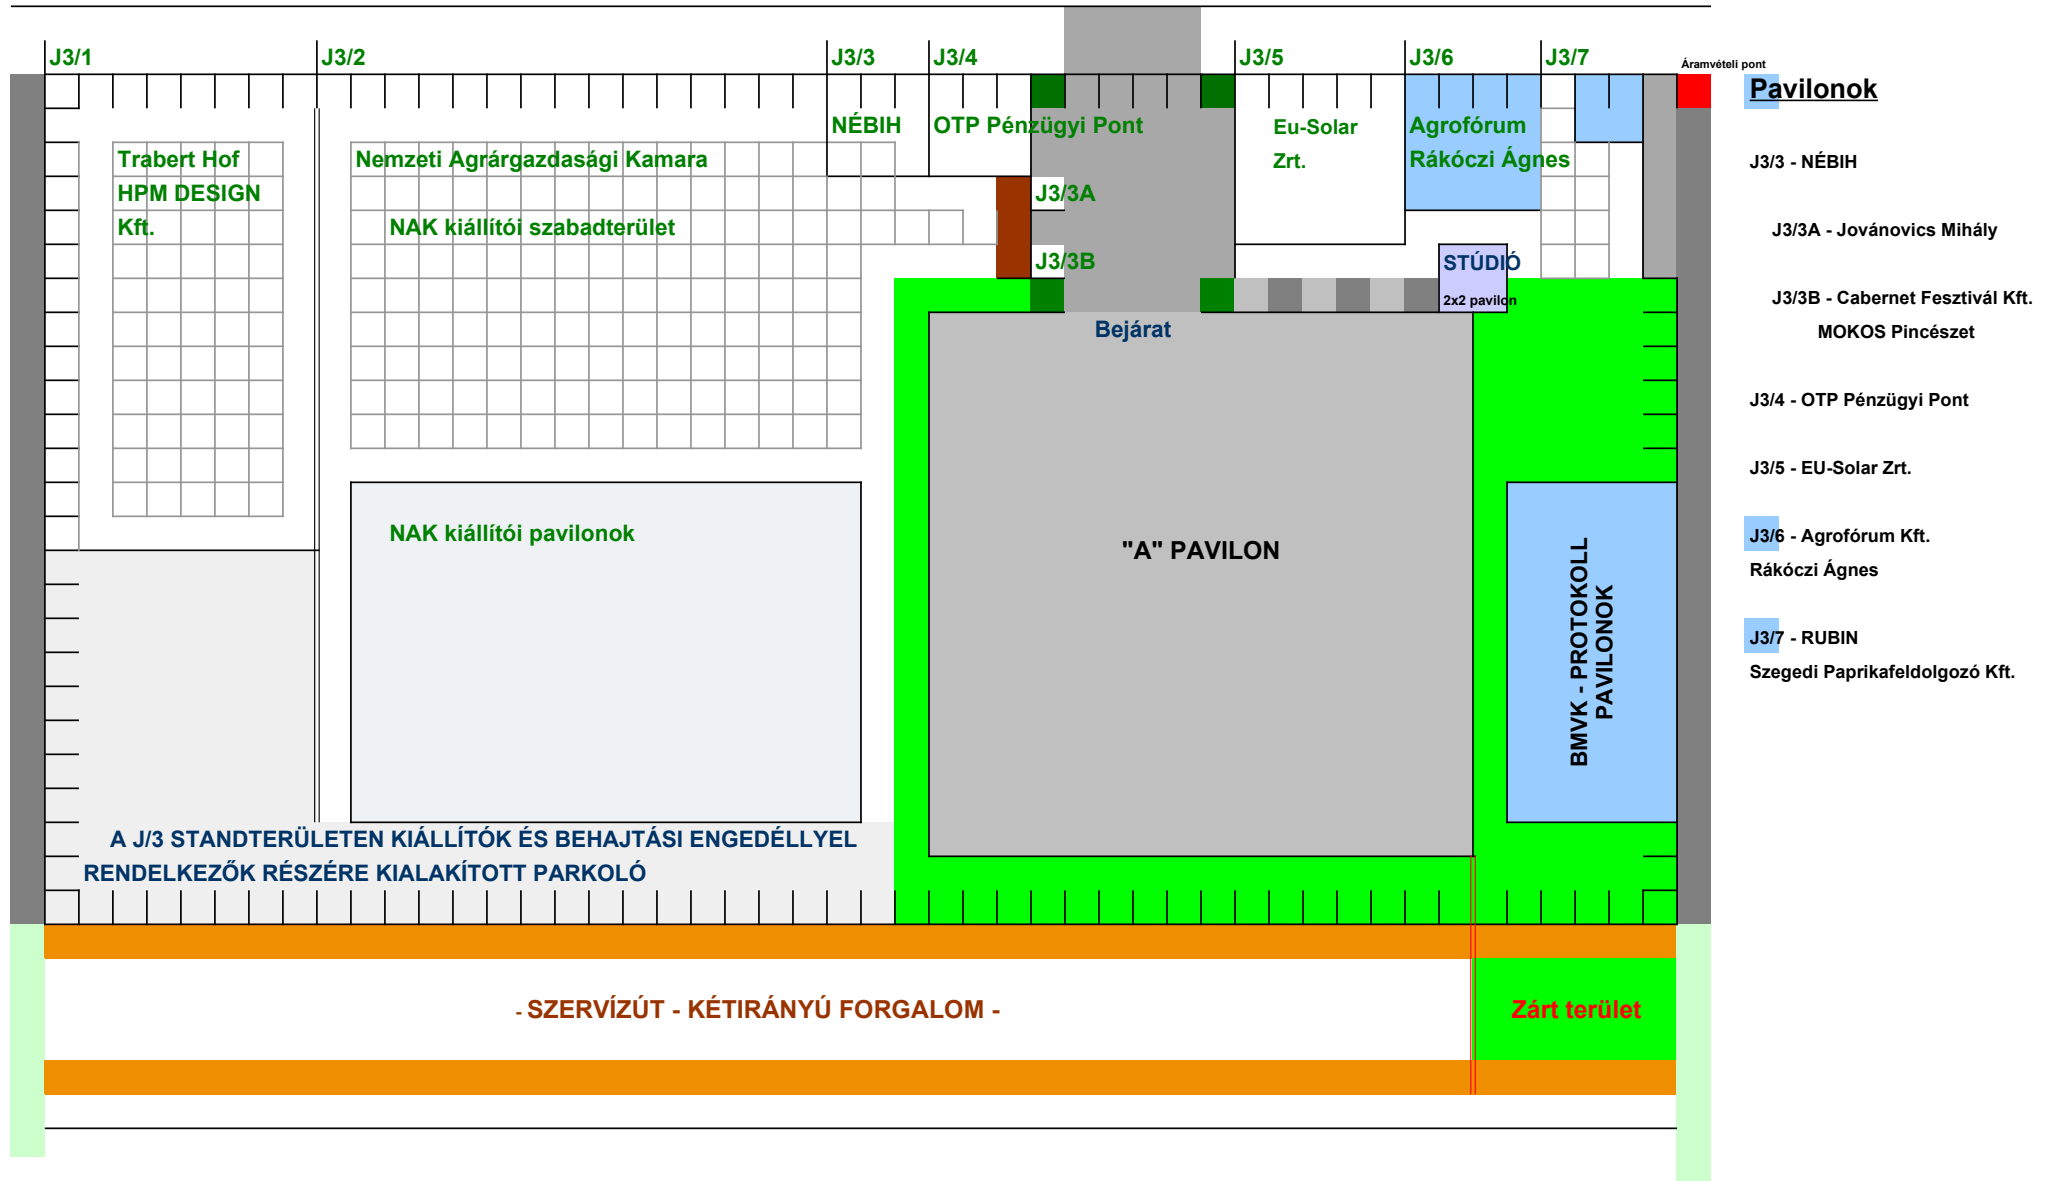 J3/1
J3/2
J3/3
J3/4
J3/5
J3/6
J3/7
Áramvételi pont
Pavilonok
NÉBIH
OTP Pénzügyi Pont
Eu-Solar
Zrt.
Agrofórum
Rákóczi Ágnes
Trabert Hof
HPM DESIGN
Kft.
Nemzeti Agrárgazdasági Kamara
NAK kiállítói szabadterület
J3/3A
J3/3B
STÚDIÓ
2x2 pavilon
Bejárat
NAK kiállítói pavilonok
"A" PAVILON
BMVK - PROTOKOLL
PAVILONOK
A J/3 STANDTERÜLETEN KIÁLLÍTÓK ÉS BEHAJTÁSI ENGEDÉLLYEL
RENDELKEZŐK RÉSZÉRE KIALAKÍTOTT PARKOLÓ
- SZERVÍZÚT - KÉTIRÁNYÚ FORGALOM -
Zárt terület
J3/3 - NÉBIH
J3/3A - Jovánovics Mihály
J3/3B - Cabernet Fesztivál Kft.
MOKOS Pincészet
J3/4 - OTP Pénzügyi Pont
J3/5 - EU-Solar Zrt.
J3/6 - Agrofórum Kft.
Rákóczi Ágnes
J3/7 - RUBIN
Szegedi Paprikafeldolgozó Kft.